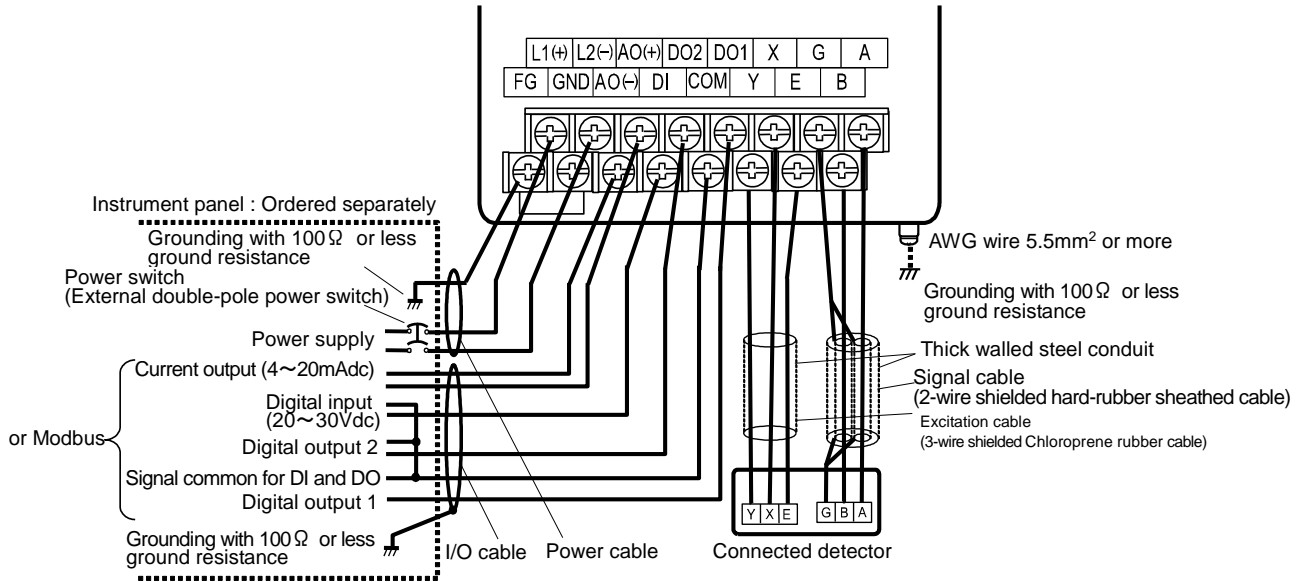 L1(+) L2(−) AO(+) DO2 DO1 X G A
FG GND AO(−) DI COM Y E B
Instrument panel : Ordered separately
Grounding with 100Ω or less
ground resistance
Power switch
(External double-pole power switch)
Power supply
Current output (4～20mAdc)
Digital input
(20～30Vdc)
or Modbus
Digital output 2
Signal common for DI and DO
Digital output 1
Grounding with 100Ω or less
ground resistance
I/O cable
Power cable
AWG wire 5.5mm² or more
Grounding with 100Ω or less
ground resistance
Thick walled steel conduit
Signal cable
(2-wire shielded hard-rubber sheathed cable)
Excitation cable
(3-wire shielded Chloroprene rubber cable)
Y X E G B A
Connected detector